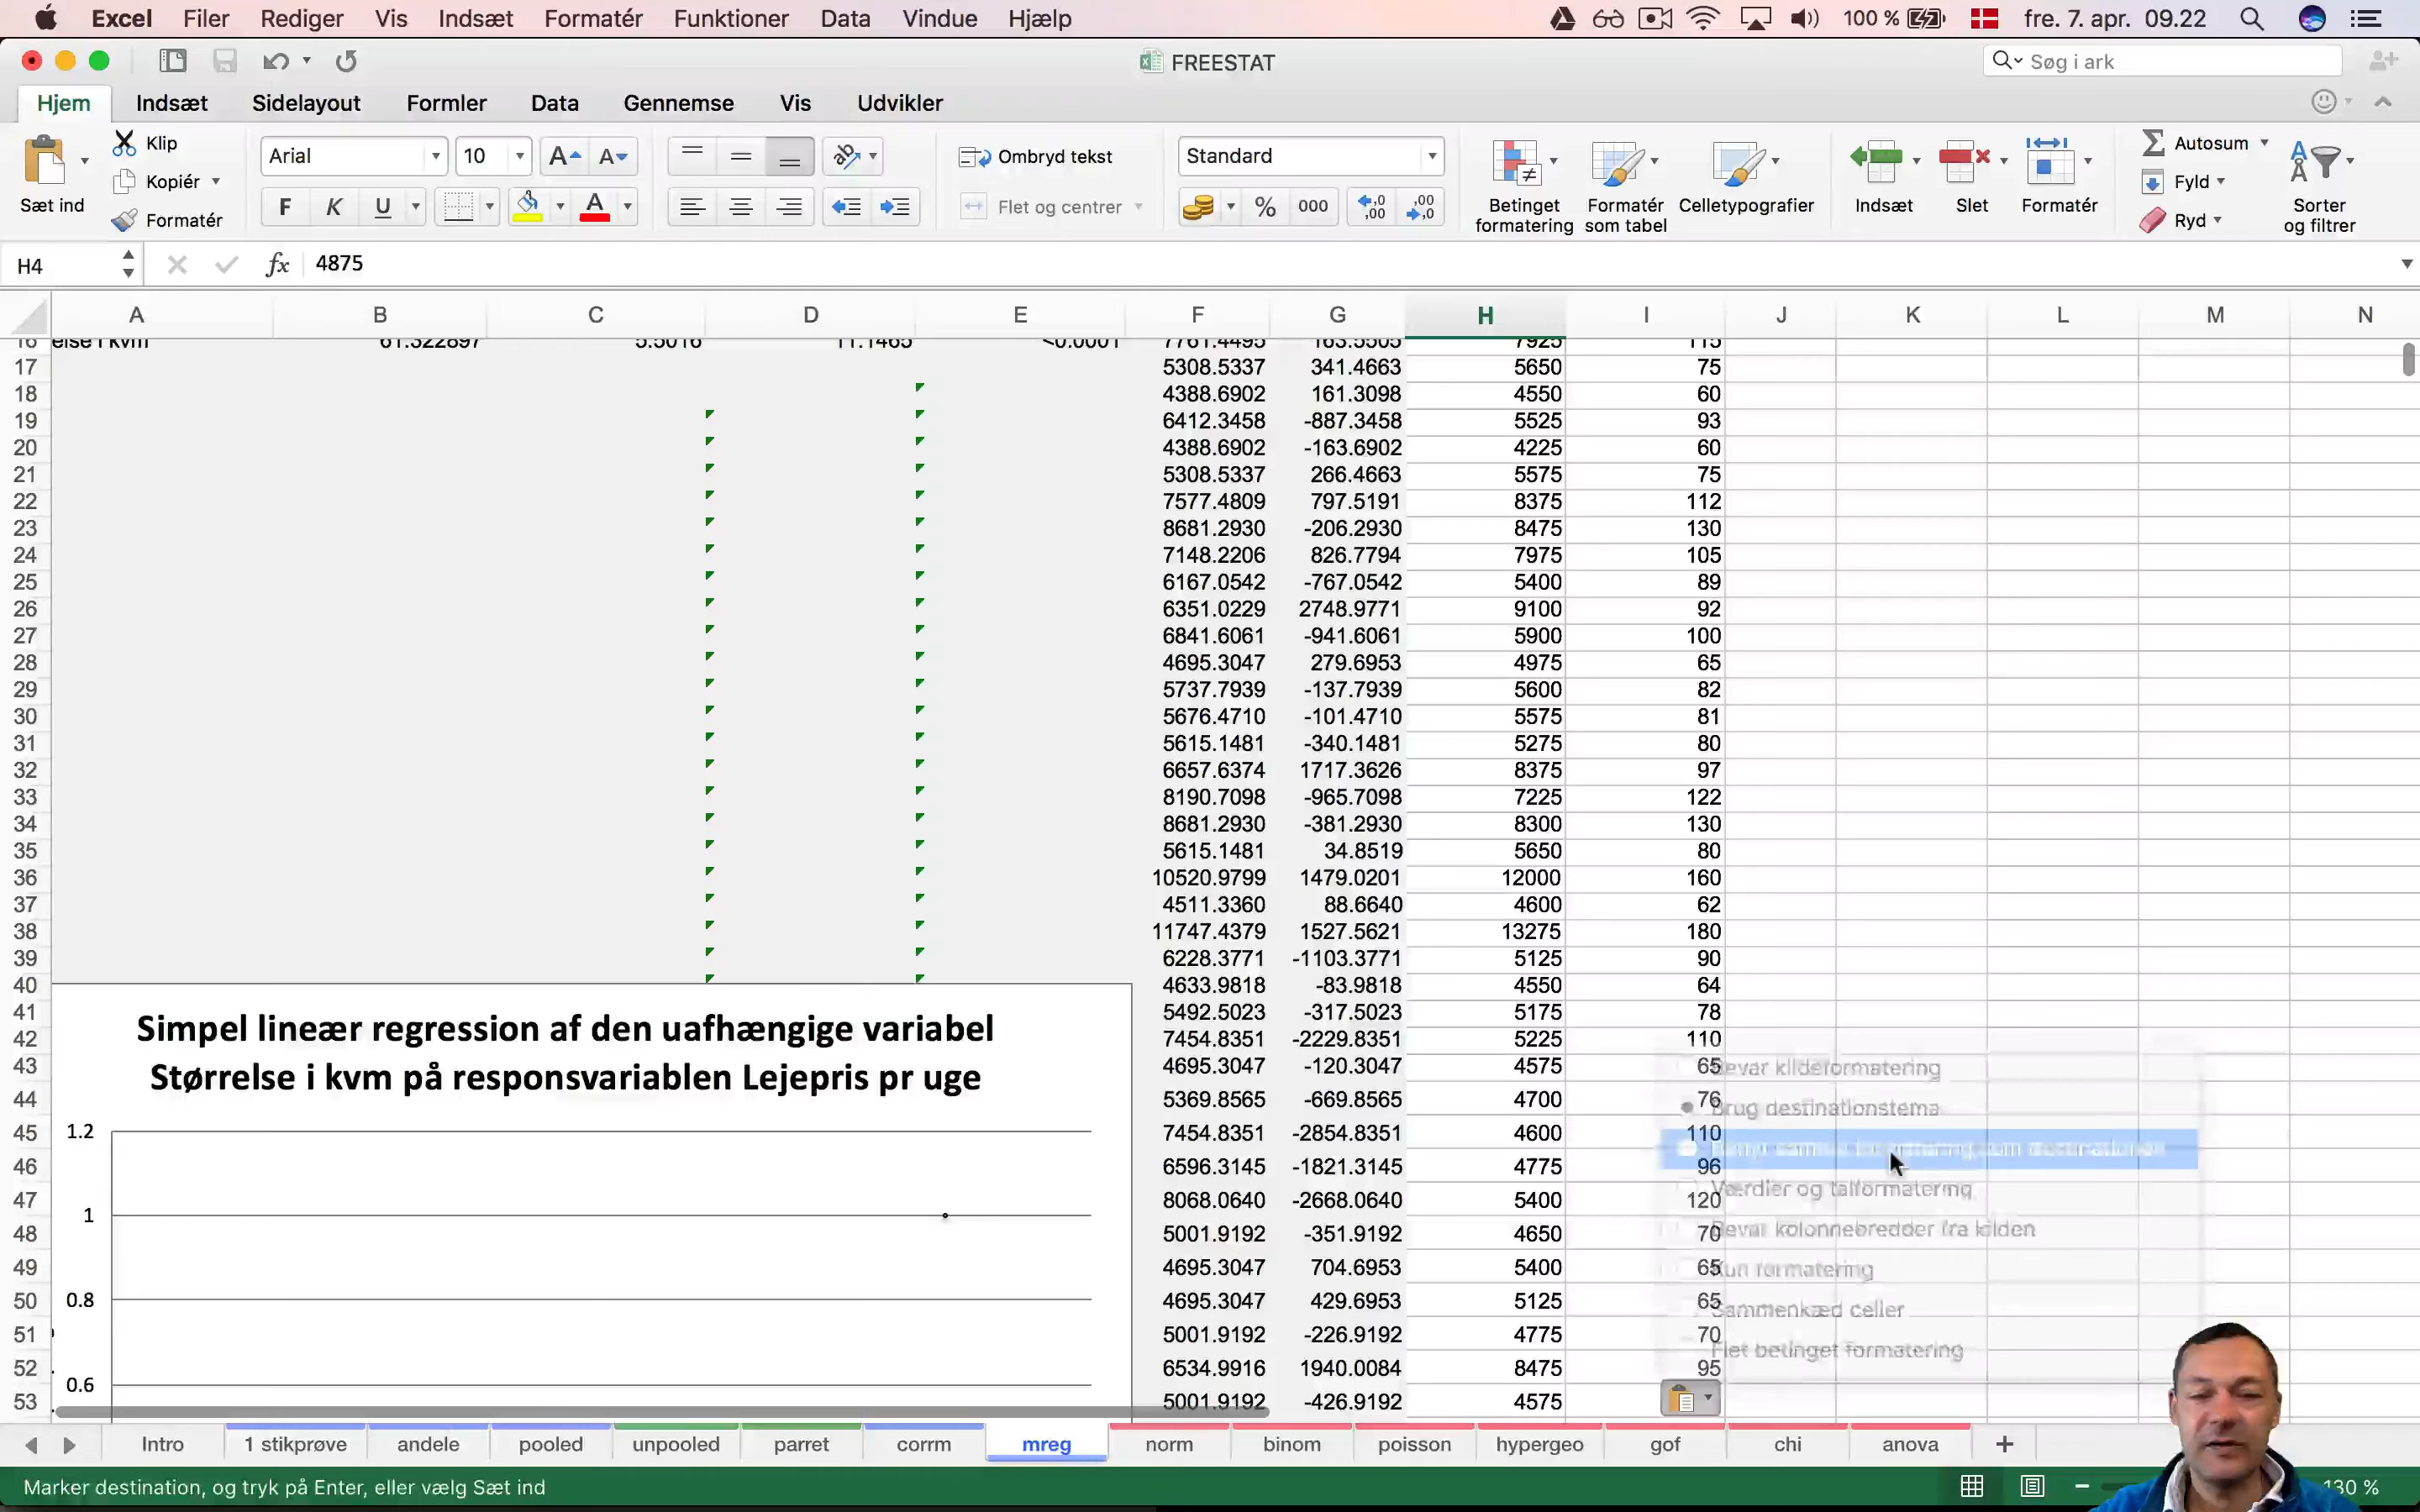 Excel Filer Rediger Vis Indsæt Formatér Funktioner Data Vindue Hjælp 100 % fre. 7. apr. 09.22
FREESTAT
Søg i ark
Hjem Indsæt Sidelayout Formler Data Gennemse Vis Udvikler
Sæt ind
Klip
Kopiér
Formatér
Arial 10
F K U
Ombryd tekst
Flet og centrer
Standard
% 000
Betinget formatering
Formatér som tabel
Celletypografier
Indsæt
Slet
Formatér
Autosum
Fyld
Ryd
Sorter og filtrer
H4 fx 4875
A B C D E F G H I J K L M N
16 else i kvm 61.322897 5.5016 11.1465 <0.0001 7761.4495 163.5505 7925 115
17 5308.5337 341.4663 5650 75
18 4388.6902 161.3098 4550 60
19 6412.3458 -887.3458 5525 93
20 4388.6902 -163.6902 4225 60
21 5308.5337 266.4663 5575 75
22 7577.4809 797.5191 8375 112
23 8681.2930 -206.2930 8475 130
24 7148.2206 826.7794 7975 105
25 6167.0542 -767.0542 5400 89
26 6351.0229 2748.9771 9100 92
27 6841.6061 -941.6061 5900 100
28 4695.3047 279.6953 4975 65
29 5737.7939 -137.7939 5600 82
30 5676.4710 -101.4710 5575 81
31 5615.1481 -340.1481 5275 80
32 6657.6374 1717.3626 8375 97
33 8190.7098 -965.7098 7225 122
34 8681.2930 -381.2930 8300 130
35 5615.1481 34.8519 5650 80
36 10520.9799 1479.0201 12000 160
37 4511.3360 88.6640 4600 62
38 11747.4379 1527.5621 13275 180
39 6228.3771 -1103.3771 5125 90
40 4633.9818 -83.9818 4550 64
41 5492.5023 -317.5023 5175 78
42 7454.8351 -2229.8351 5225 110
43 4695.3047 -120.3047 4575 65
44 5369.8565 -669.8565 4700 76
45 7454.8351 -2854.8351 4600 110
46 6596.3145 -1821.3145 4775 96
47 8068.0640 -2668.0640 5400 120
48 5001.9192 -351.9192 4650 70
49 4695.3047 704.6953 5400 65
50 4695.3047 429.6953 5125 65
51 5001.9192 -226.9192 4775 70
52 6534.9916 1940.0084 8475 95
53 5001.9192 -426.9192 4575
Simpel lineær regression af den uafhængige variabel
Størrelse i kvm på responsvariablen Lejepris pr uge
1.2
1
0.8
0.6
Bevar kildeformatering
Brug destinationstema
Værdier og talformatering
Bevar kolonnebredder fra kilden
Kun formatering
Sammenkæd celler
Flet betinget formatering
Intro 1 stikprøve andele pooled unpooled parret corrm mreg norm binom poisson hypergeo gof chi anova +
Marker destination, og tryk på Enter, eller vælg Sæt ind
130 %